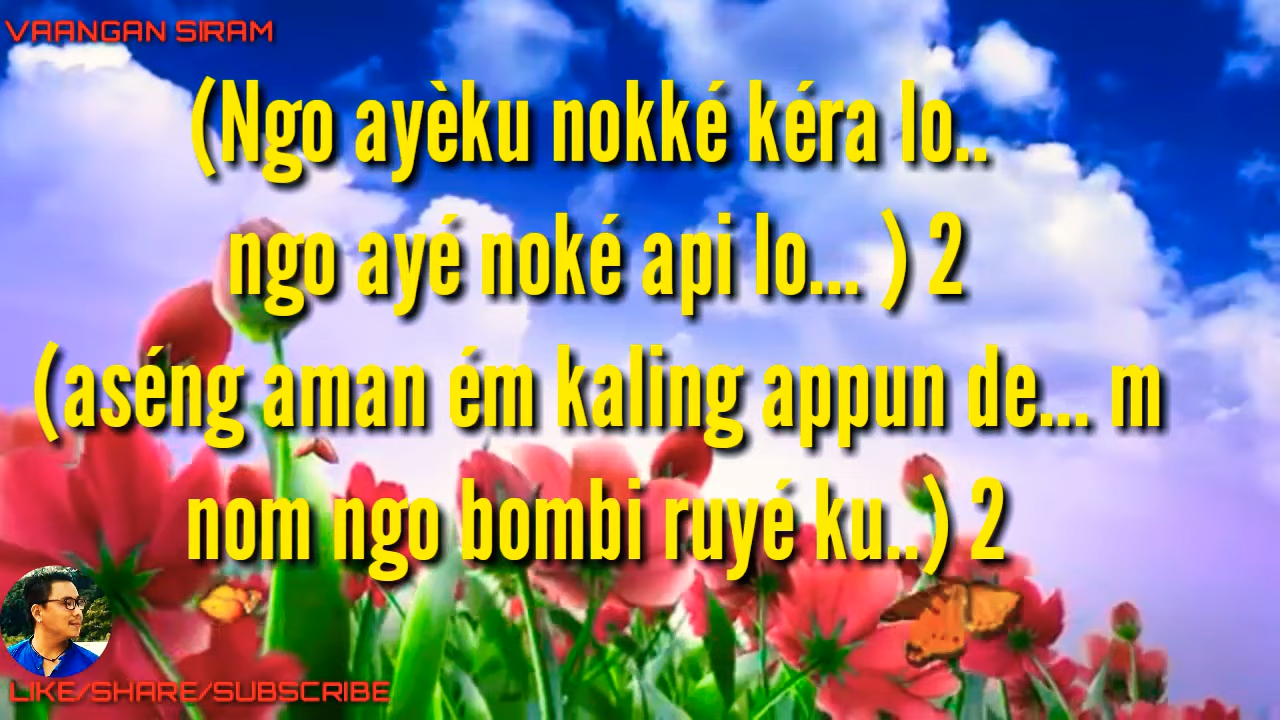 VAANGAN SIRAM
(Ngo ayèku nokké kéra lo..
ngo ayé noké api lo... ) 2
(aséng aman ém kaling appun de... m
nom ngo bombi ruyé ku..) 2
LIKE/SHARE/SUBSCRIBE